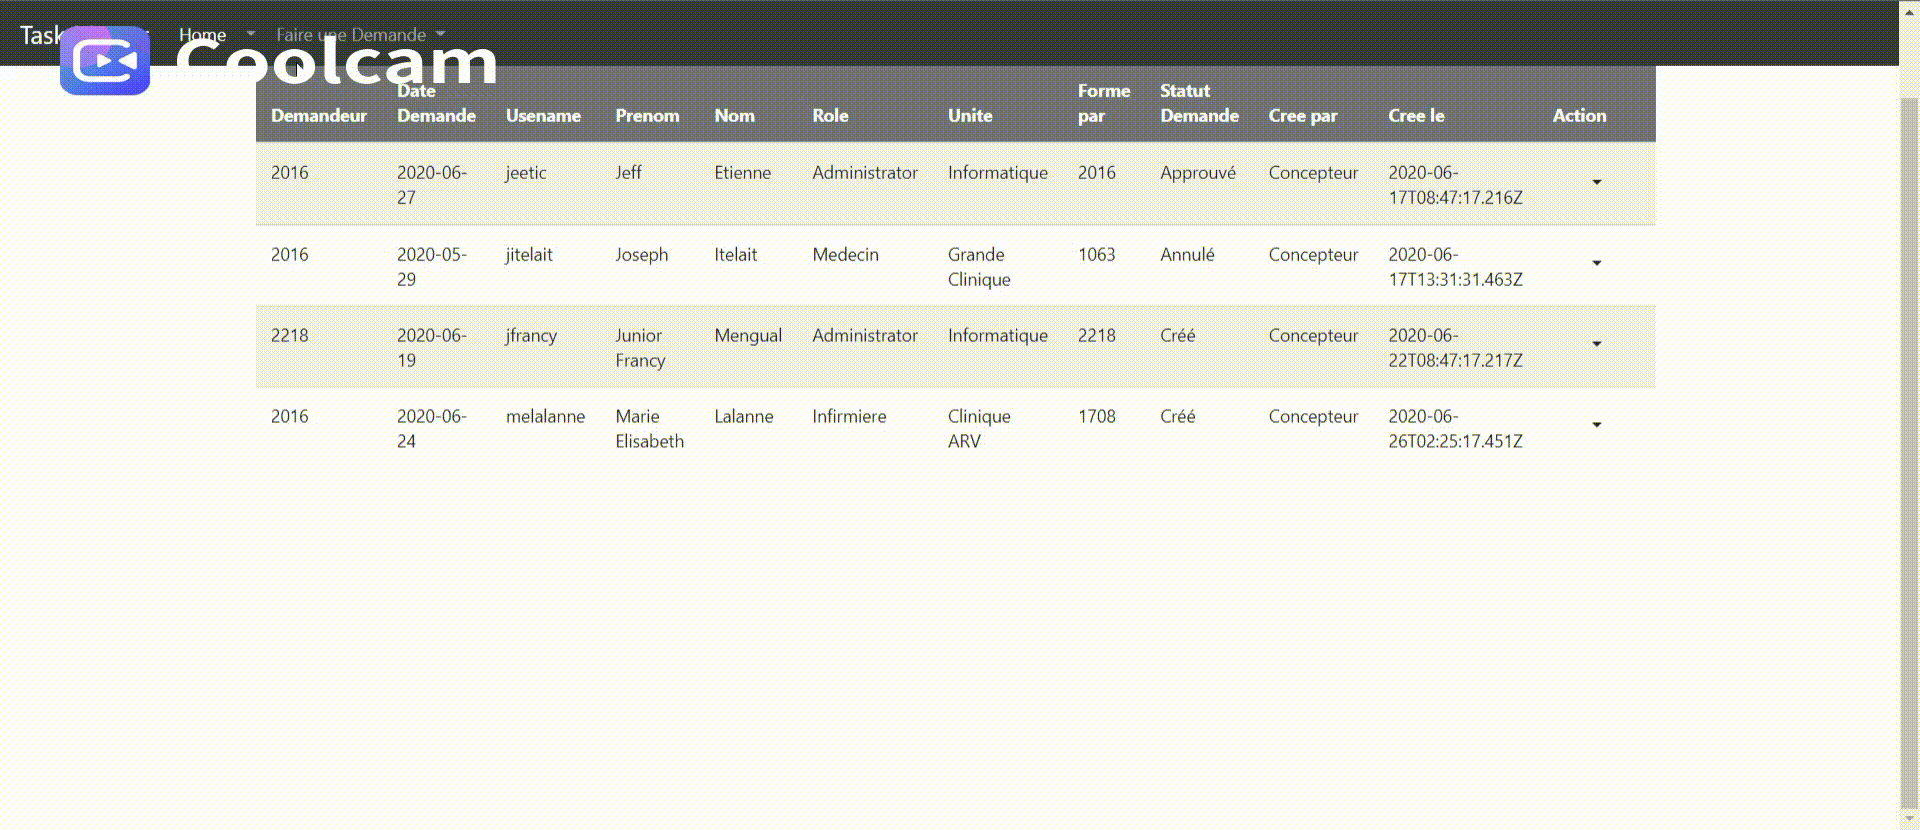 Home Faire une Demande
Coolcam
Demandeur Date Demande Usename Prenom Nom Role Unite Forme par Statut Demande Cree par Cree le Action
2016 2020-06-27 jeetic Jeff Etienne Administrator Informatique 2016 Approuvé Concepteur 2020-06-17T08:47:17.216Z
2016 2020-05-29 jitelait Joseph Itelait Medecin Grande Clinique 1063 Annulé Concepteur 2020-06-17T13:31:31.463Z
2218 2020-06-19 jfrancy Junior Francy Mengual Administrator Informatique 2218 Créé Concepteur 2020-06-22T08:47:17.217Z
2016 2020-06-24 melalanne Marie Elisabeth Lalanne Infirmiere Clinique ARV 1708 Créé Concepteur 2020-06-26T02:25:17.451Z